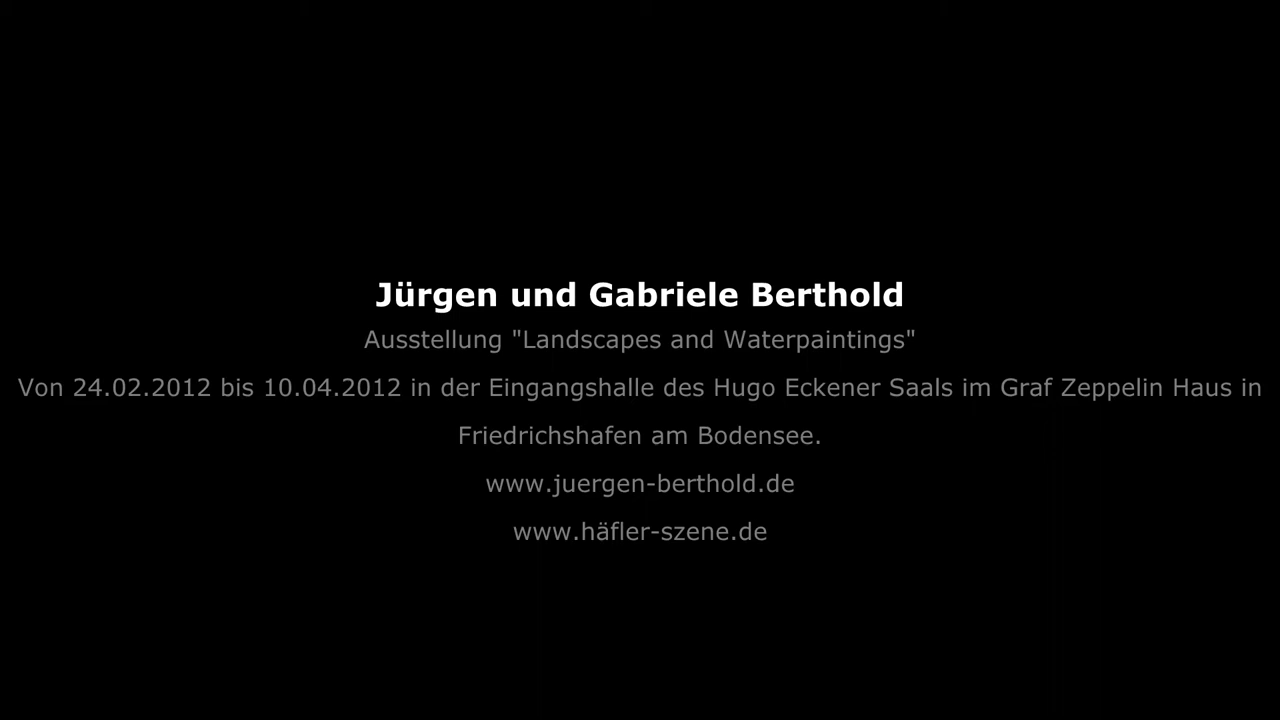 Jürgen und Gabriele Berthold
Ausstellung "Landscapes and Waterpaintings"
Von 24.02.2012 bis 10.04.2012 in der Eingangshalle des Hugo Eckener Saals im Graf Zeppelin Haus in
Friedrichshafen am Bodensee.
www.juergen-berthold.de
www.häfler-szene.de